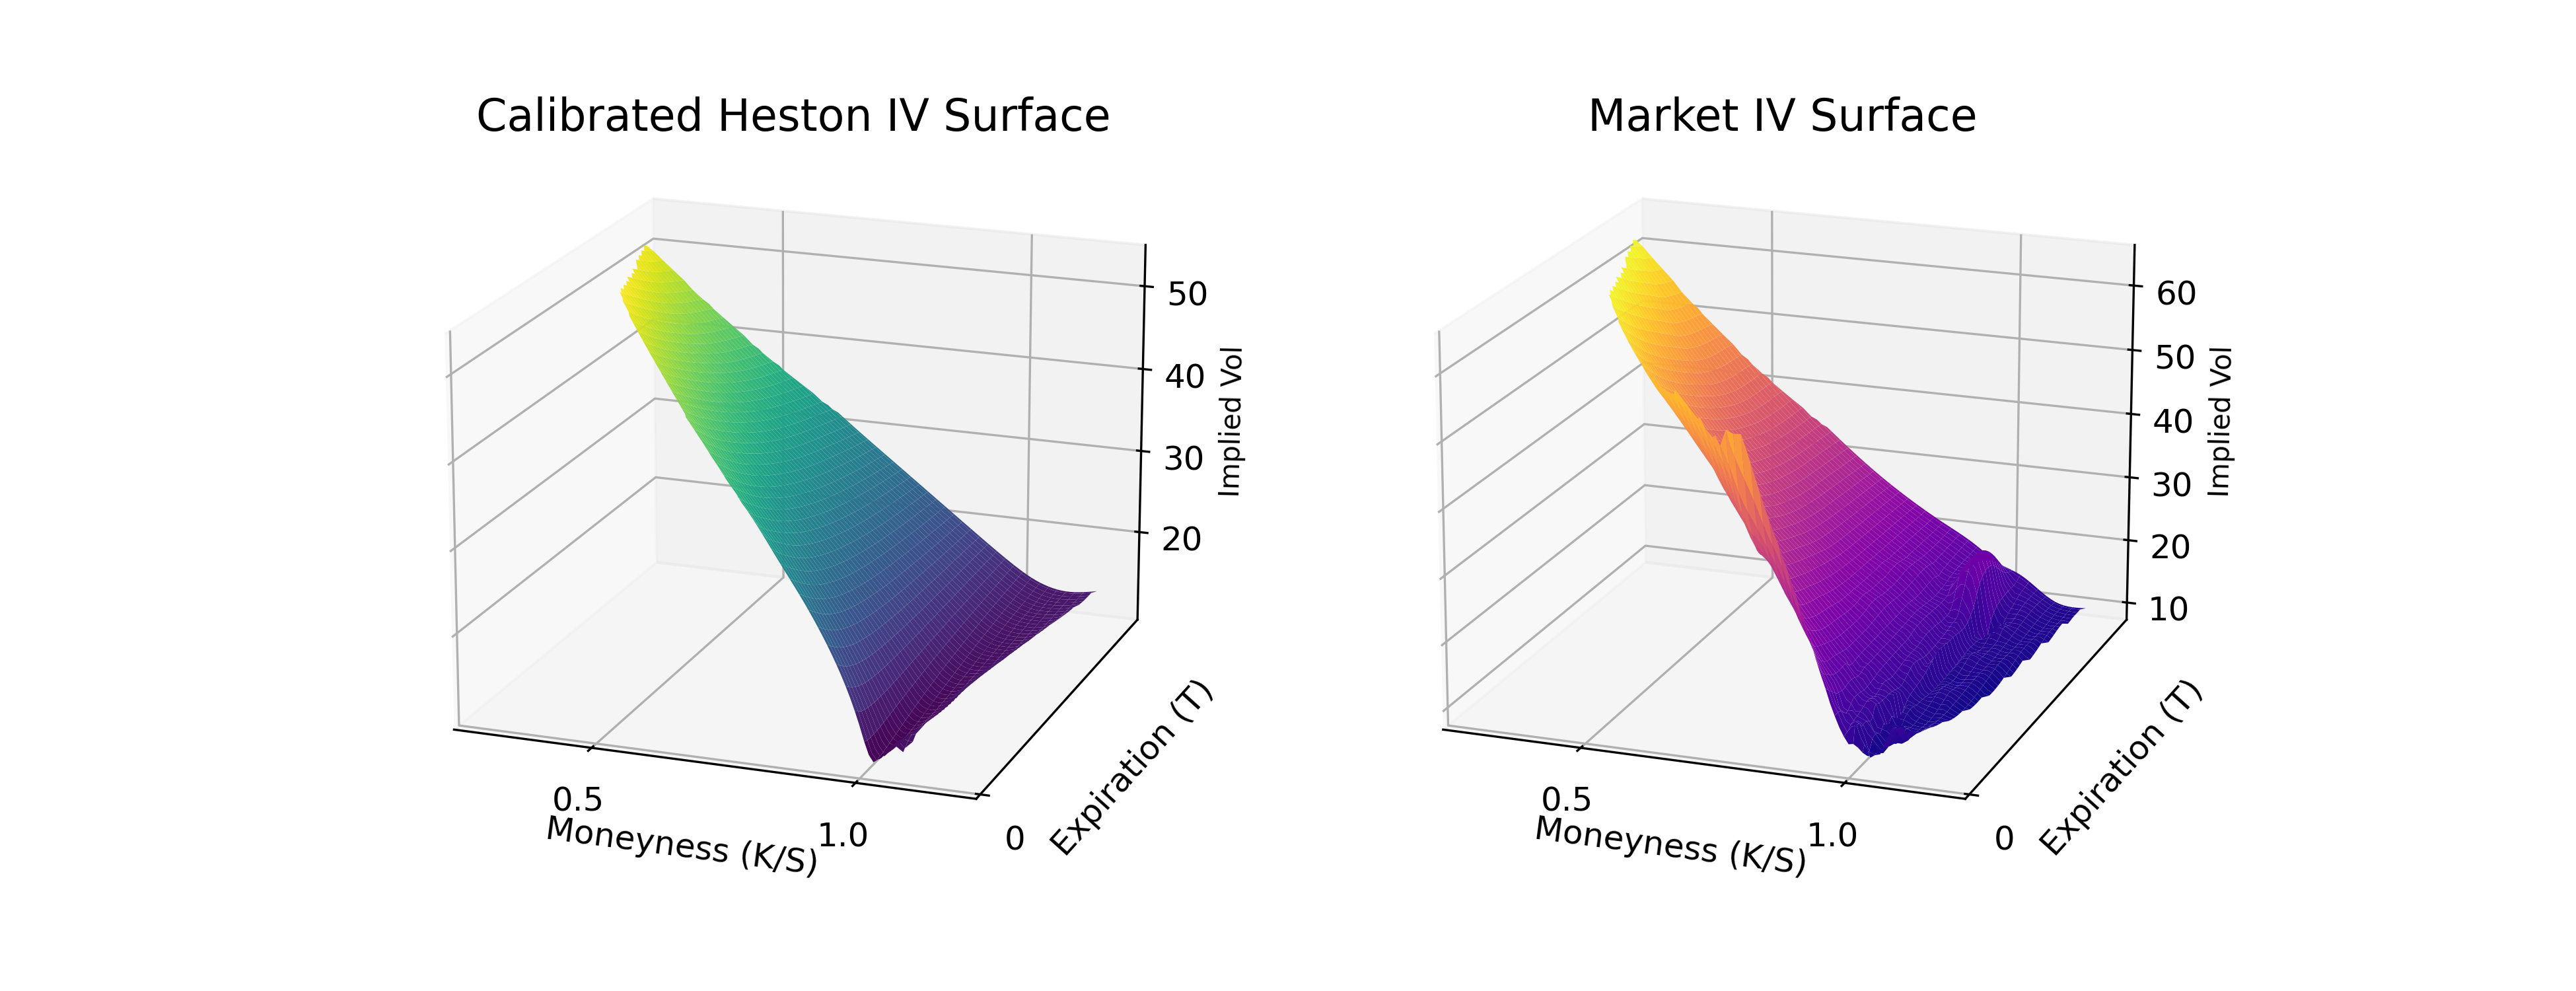 Calibrated Heston IV Surface
50
40
30
20
Implied Vol
0.5
1.0
Moneyness (K/S)
0
Expiration (T)
Market IV Surface
60
50
40
30
20
10
Implied Vol
0.5
1.0
Moneyness (K/S)
0
Expiration (T)